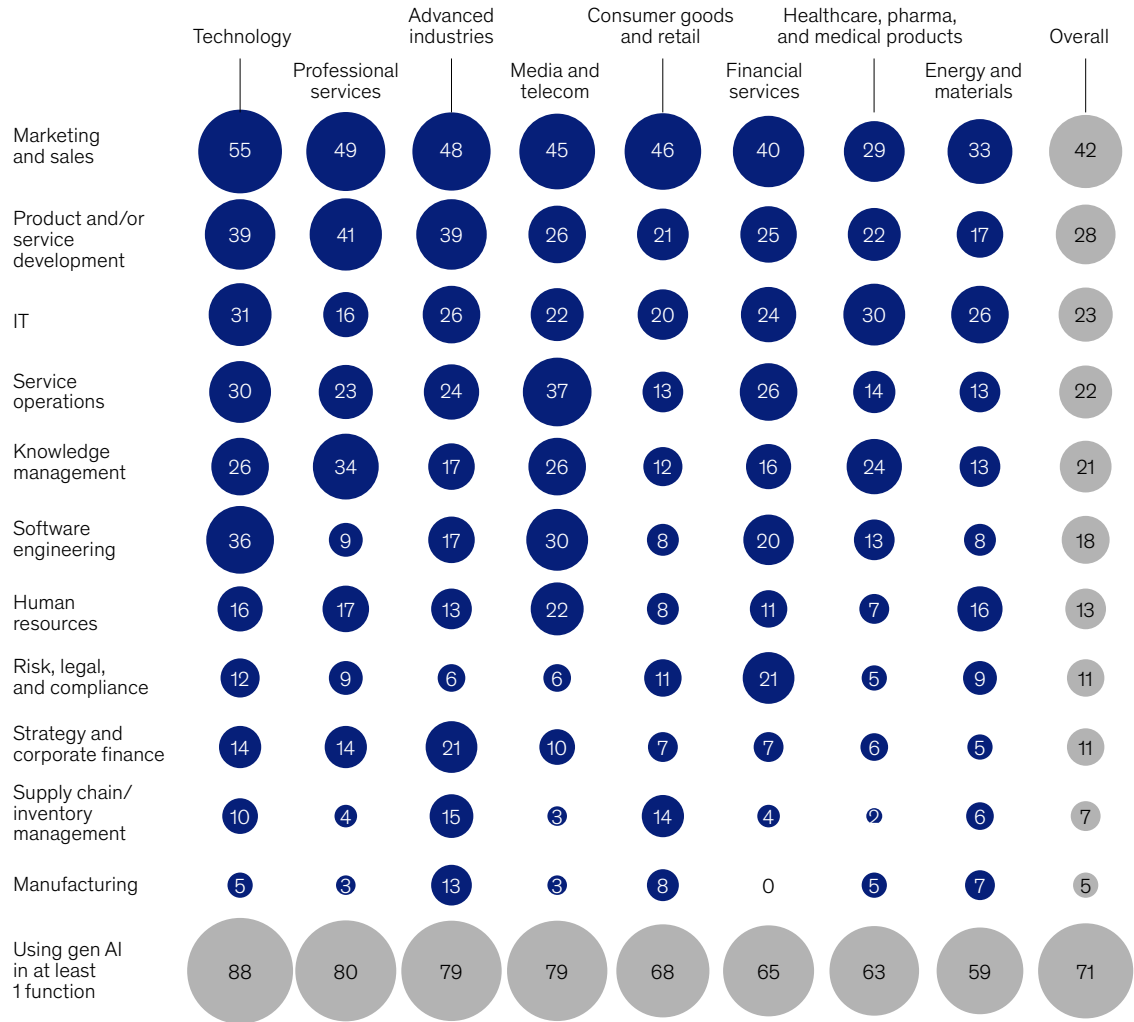 Technology
Professional
services
Advanced
industries
Media and
telecom
Consumer goods
and retail
Financial
services
Healthcare, pharma,
and medical products
Energy and
materials
Overall
Marketing
and sales
55 49 48 45 46 40 29 33 42
Product and/or
service
development
39 41 39 26 21 25 22 17 28
IT
31 16 26 22 20 24 30 26 23
Service
operations
30 23 24 37 13 26 14 13 22
Knowledge
management
26 34 17 26 12 16 24 13 21
Software
engineering
36 9 17 30 8 20 13 8 18
Human
resources
16 17 13 22 8 11 7 16 13
Risk, legal,
and compliance
12 9 6 6 11 21 5 9 11
Strategy and
corporate finance
14 14 21 10 7 7 6 5 11
Supply chain/
inventory
management
10 4 15 3 14 4 2 6 7
Manufacturing
5 3 13 3 8 0 5 7 5
Using gen AI
in at least
1 function
88 80 79 79 68 65 63 59 71